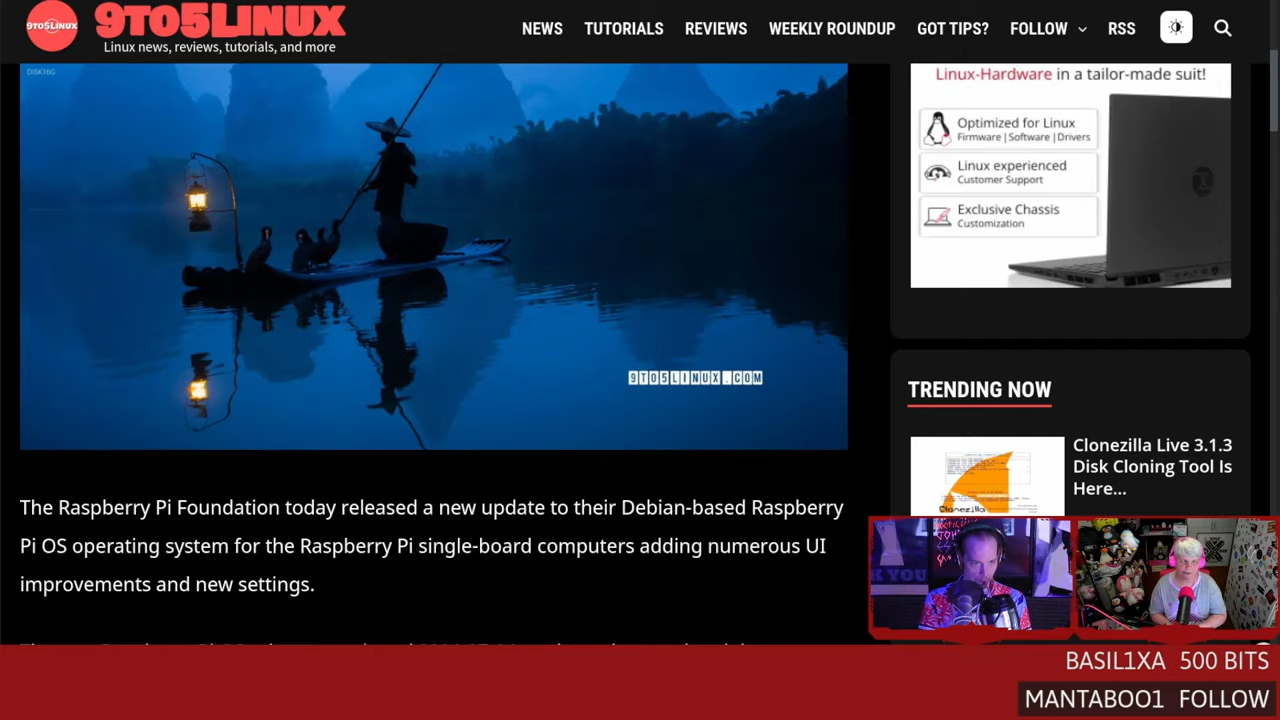 9TO5LINUX
9TO5LINUX
Linux news, reviews, tutorials, and more
NEWS TUTORIALS REVIEWS WEEKLY ROUNDUP GOT TIPS? FOLLOW RSS
9TO5LINUX.COM
Linux-Hardware in a tailor-made suit!
Optimized for Linux
Firmware | Software | Drivers
Linux experienced
Customer Support
Exclusive Chassis
Customization
TRENDING NOW
Clonezilla Live 3.1.3
Disk Cloning Tool Is
Here...
Clonezilla
The Raspberry Pi Foundation today released a new update to their Debian-based Raspberry
Pi OS operating system for the Raspberry Pi single-board computers adding numerous UI
improvements and new settings.
BASIL1XA 500 BITS
MANTABOO1 FOLLOW